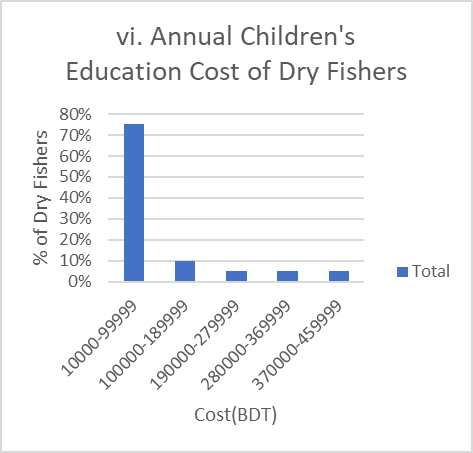 vi. Annual Children's
Education Cost of Dry Fishers
80%
70%
60%
50%
40%
30%
20%
10%
0%
% of Dry Fishers
10000-99999
100000-189999
190000-279999
280000-369999
370000-459999
Cost(BDT)
Total